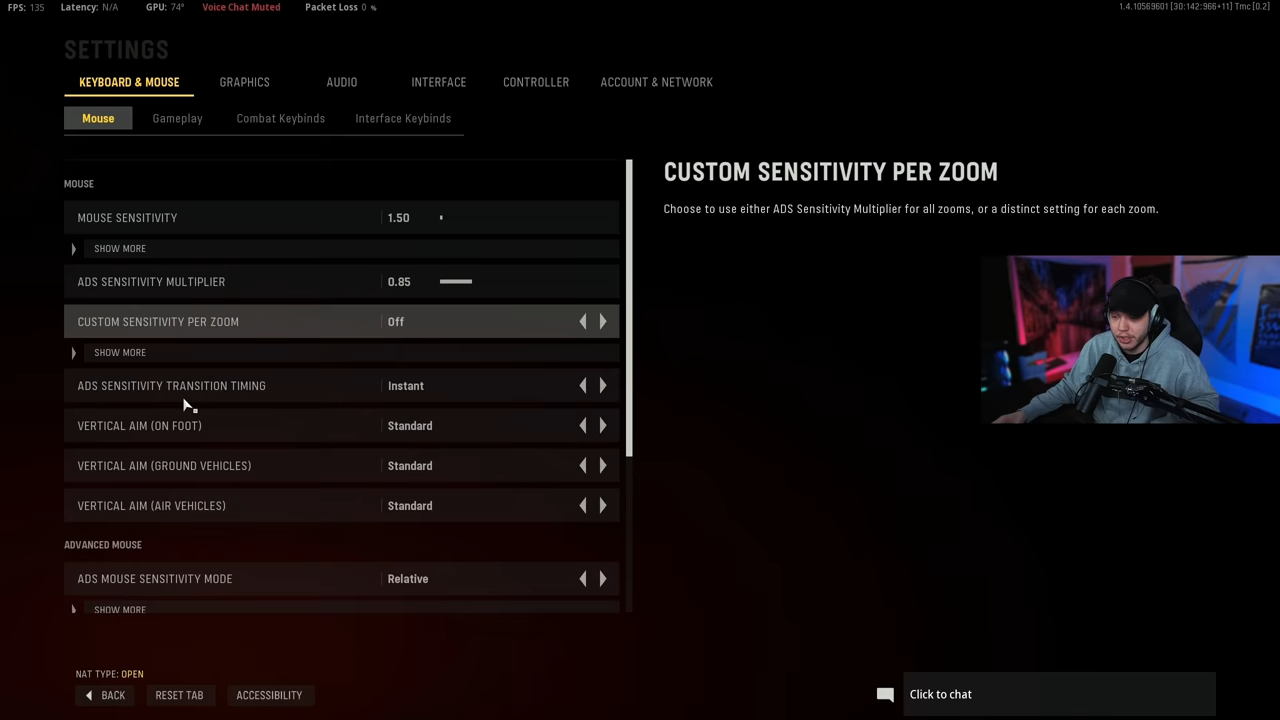 FPS: 135 Latency: N/A GPU: 74° Voice Chat Muted Packet Loss 0 %
1.4.10569601 [30:142:966+11] Tmc [0.2]
SETTINGS
KEYBOARD & MOUSE GRAPHICS AUDIO INTERFACE CONTROLLER ACCOUNT & NETWORK
Mouse Gameplay Combat Keybinds Interface Keybinds
MOUSE
MOUSE SENSITIVITY 1.50
SHOW MORE
ADS SENSITIVITY MULTIPLIER 0.85
CUSTOM SENSITIVITY PER ZOOM Off
SHOW MORE
ADS SENSITIVITY TRANSITION TIMING Instant
VERTICAL AIM (ON FOOT) Standard
VERTICAL AIM (GROUND VEHICLES) Standard
VERTICAL AIM (AIR VEHICLES) Standard
ADVANCED MOUSE
ADS MOUSE SENSITIVITY MODE Relative
SHOW MORE
CUSTOM SENSITIVITY PER ZOOM
Choose to use either ADS Sensitivity Multiplier for all zooms, or a distinct setting for each zoom.
NAT TYPE: OPEN
BACK RESET TAB ACCESSIBILITY
Click to chat